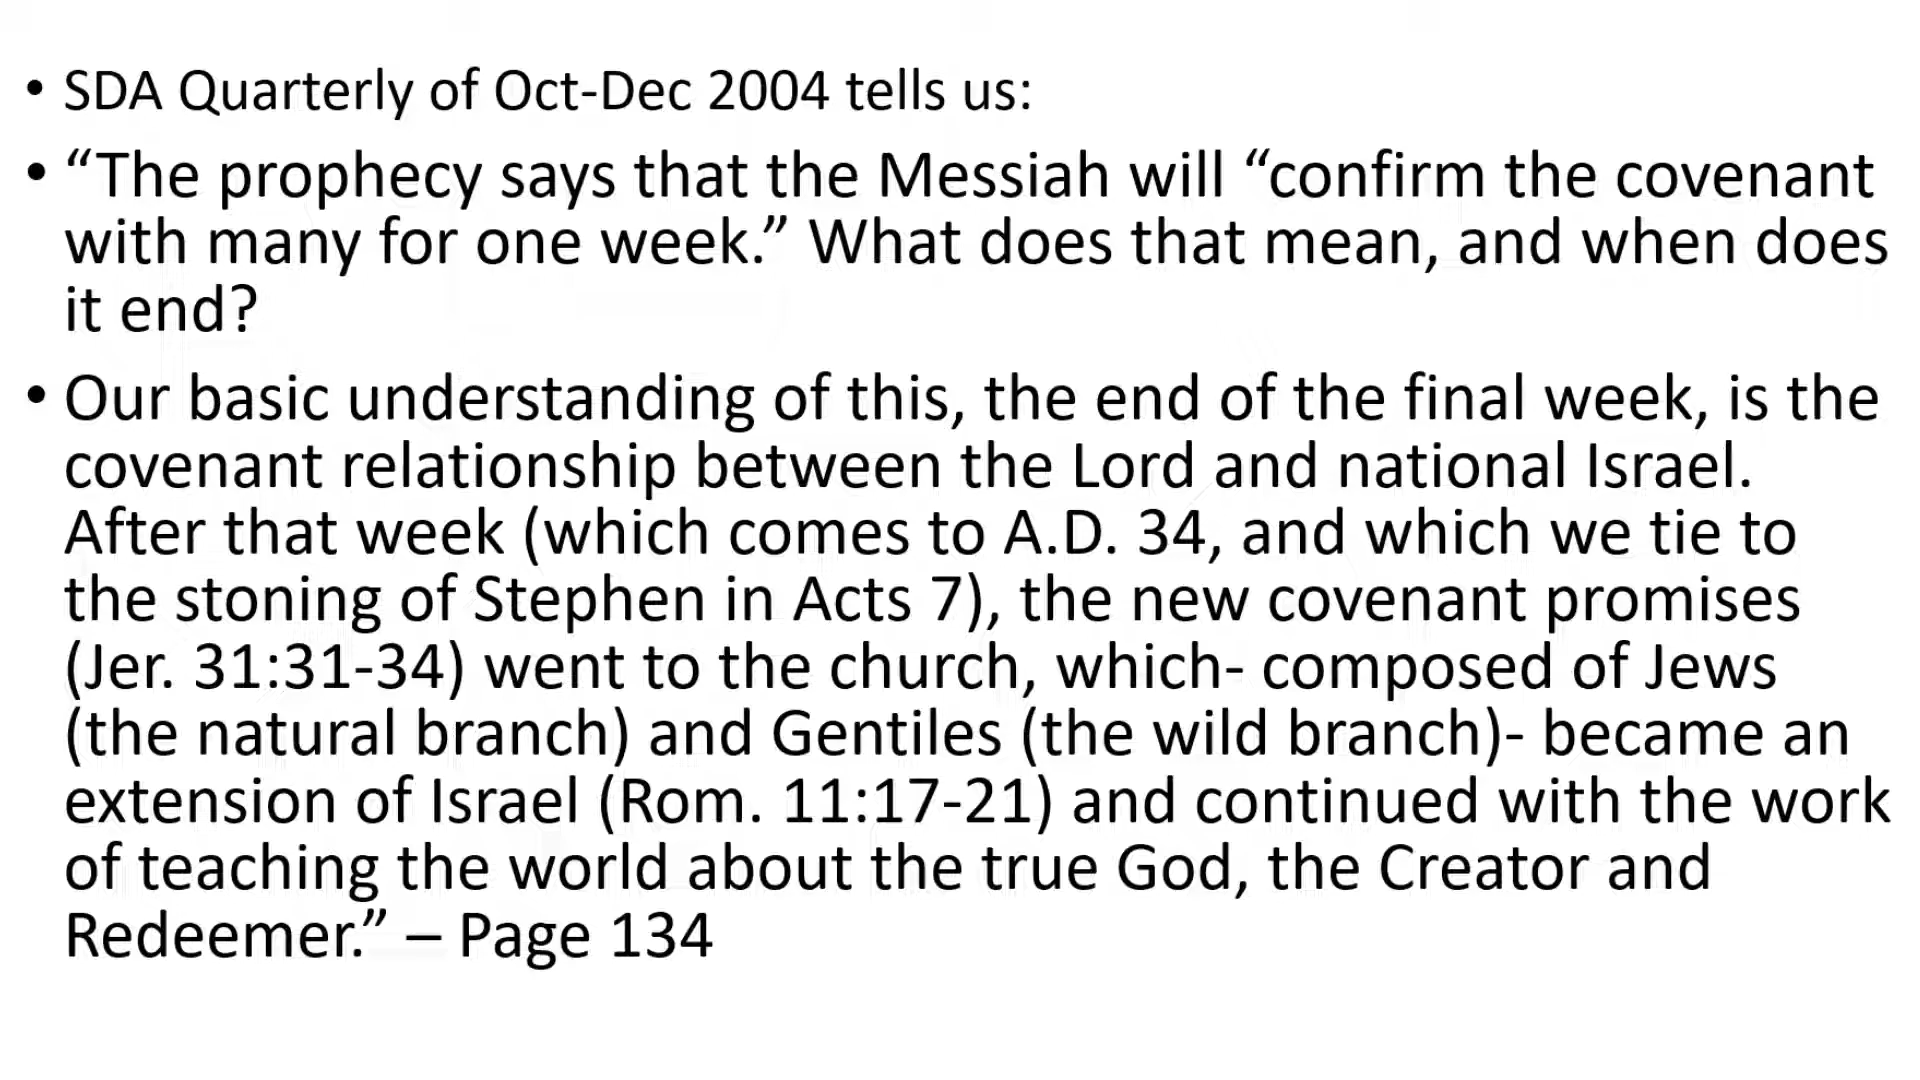 • SDA Quarterly of Oct-Dec 2004 tells us:
• “The prophecy says that the Messiah will “confirm the covenant
with many for one week.” What does that mean, and when does
it end?
• Our basic understanding of this, the end of the final week, is the
covenant relationship between the Lord and national Israel.
After that week (which comes to A.D. 34, and which we tie to
the stoning of Stephen in Acts 7), the new covenant promises
(Jer. 31:31-34) went to the church, which- composed of Jews
(the natural branch) and Gentiles (the wild branch)- became an
extension of Israel (Rom. 11:17-21) and continued with the work
of teaching the world about the true God, the Creator and
Redeemer.” – Page 134